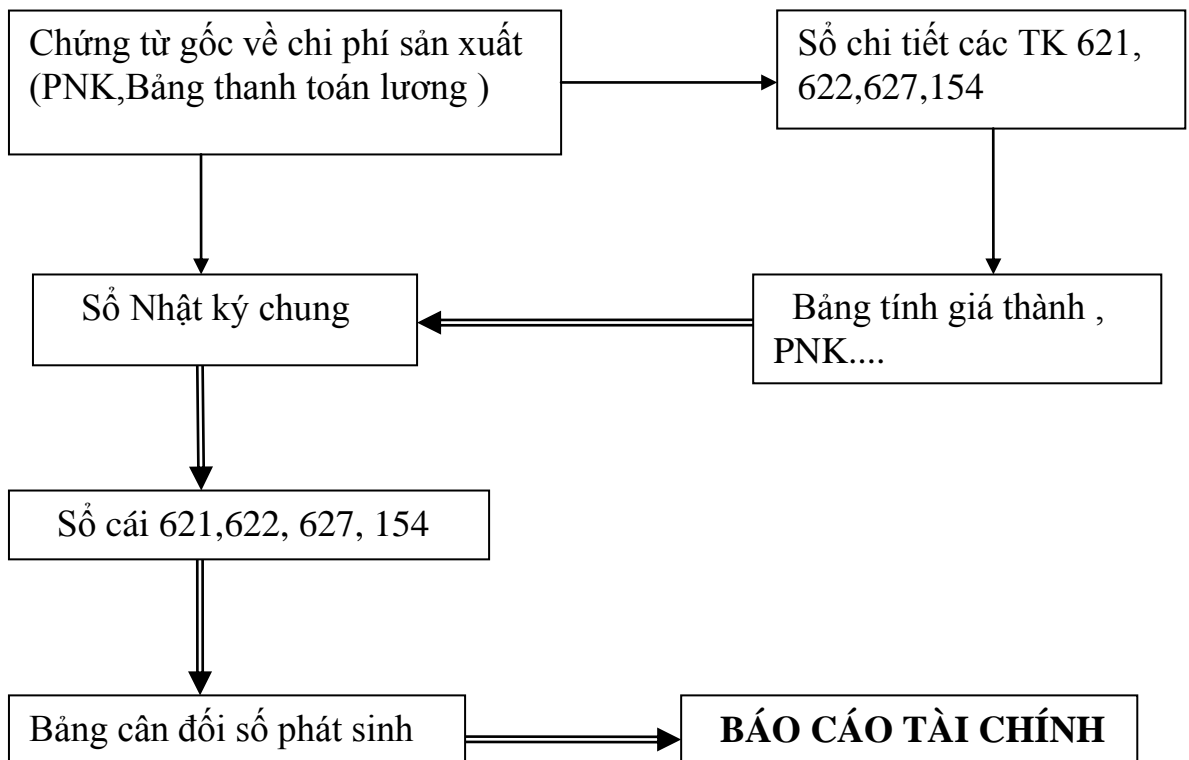 Chứng từ gốc về chi phí sản xuất
(PNK,Bảng thanh toán lương )
Sổ chi tiết các TK 621,
622,627,154
Sổ Nhật ký chung
Bảng tính giá thành ,
PNK....
Sổ cái 621,622, 627, 154
Bảng cân đối số phát sinh
BÁO CÁO TÀI CHÍNH